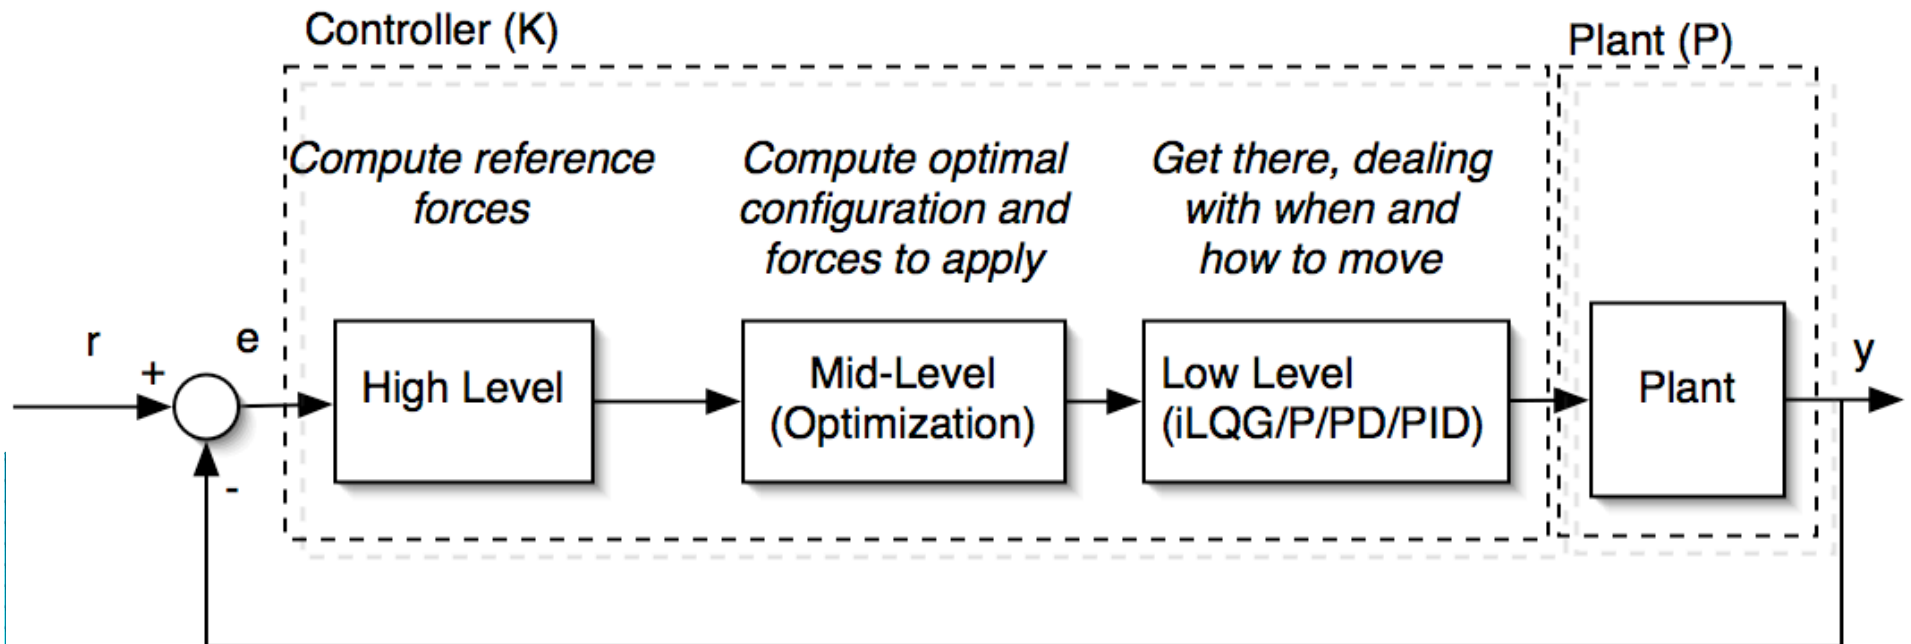 Controller (K)
Plant (P)
Compute reference
forces
Compute optimal
configuration and
forces to apply
Get there, dealing
with when and
how to move
r
+
e
-
High Level
Mid-Level
(Optimization)
Low Level
(iLQG/P/PD/PID)
Plant
y